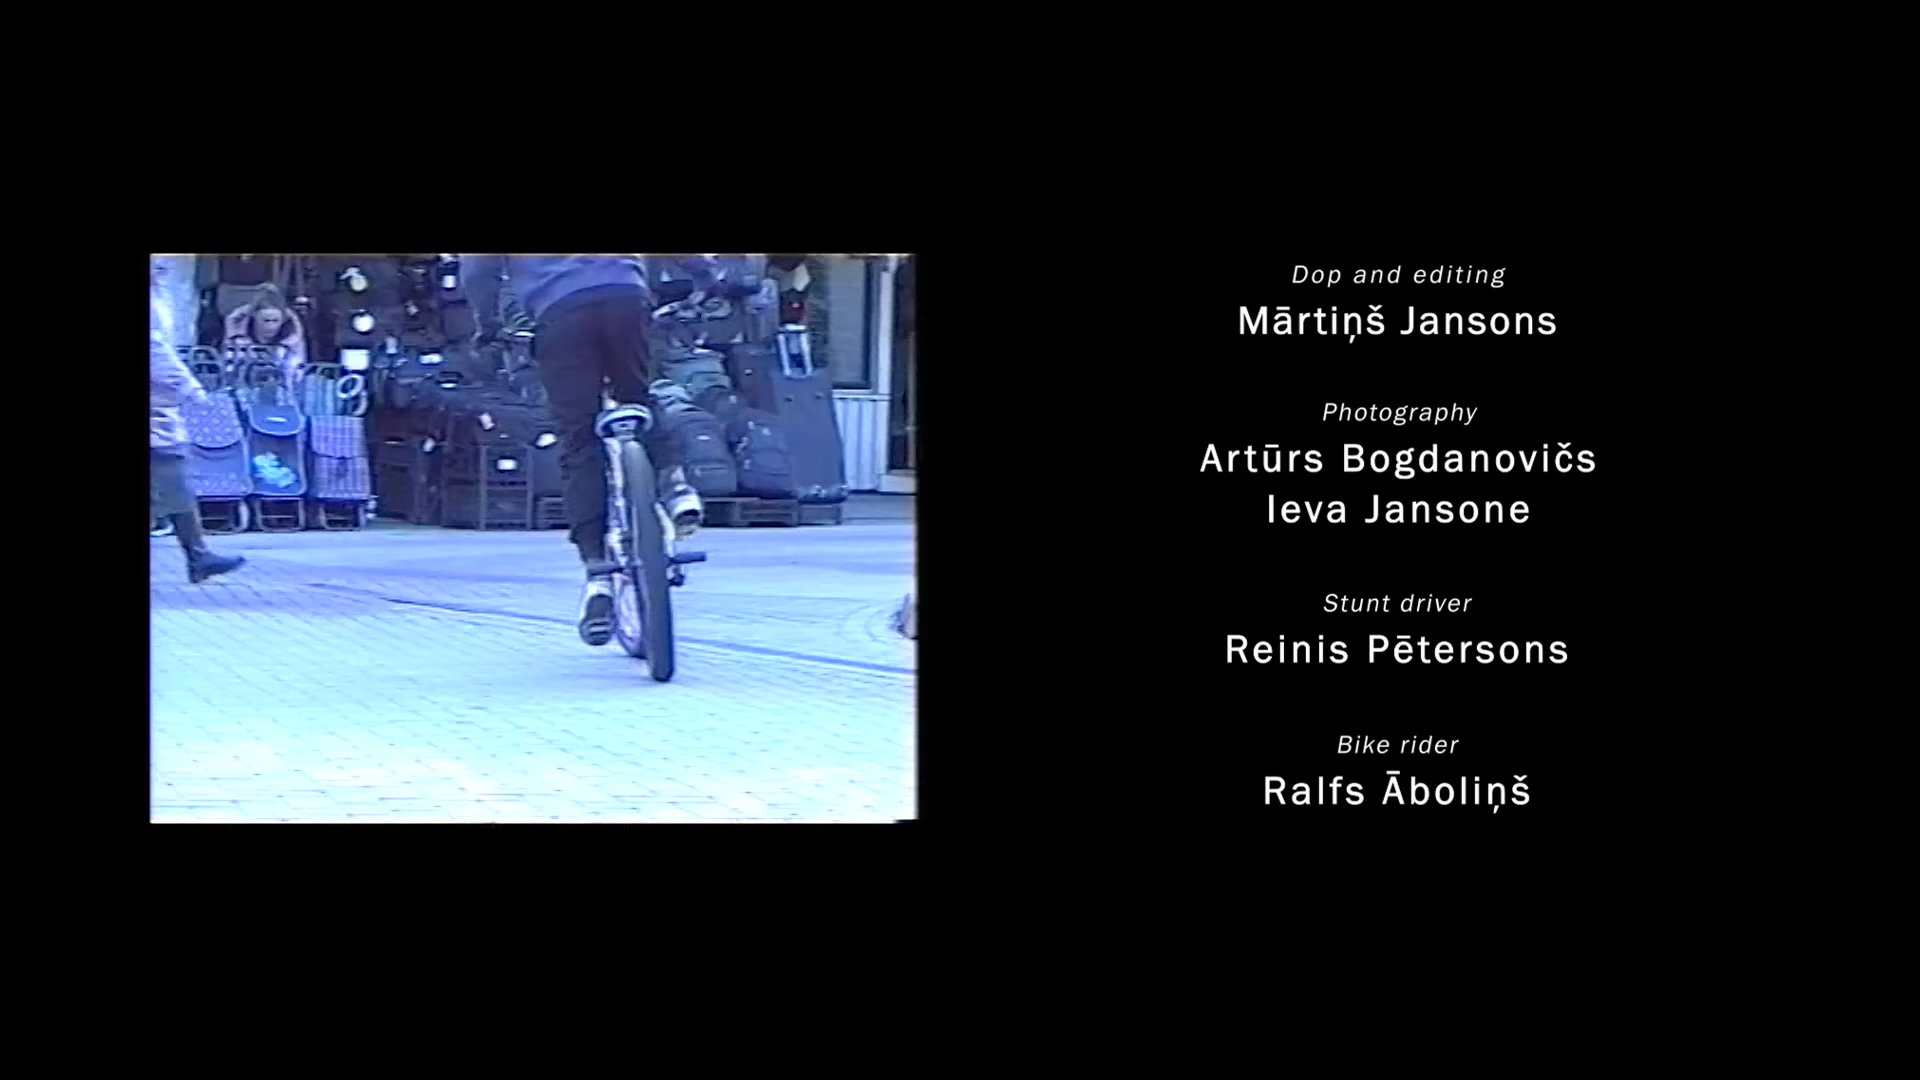 Dop and editing
Mārtiņš Jansons
Photography
Artūrs Bogdanovičs
Ieva Jansone
Stunt driver
Reinis Pētersons
Bike rider
Ralfs Āboliņš